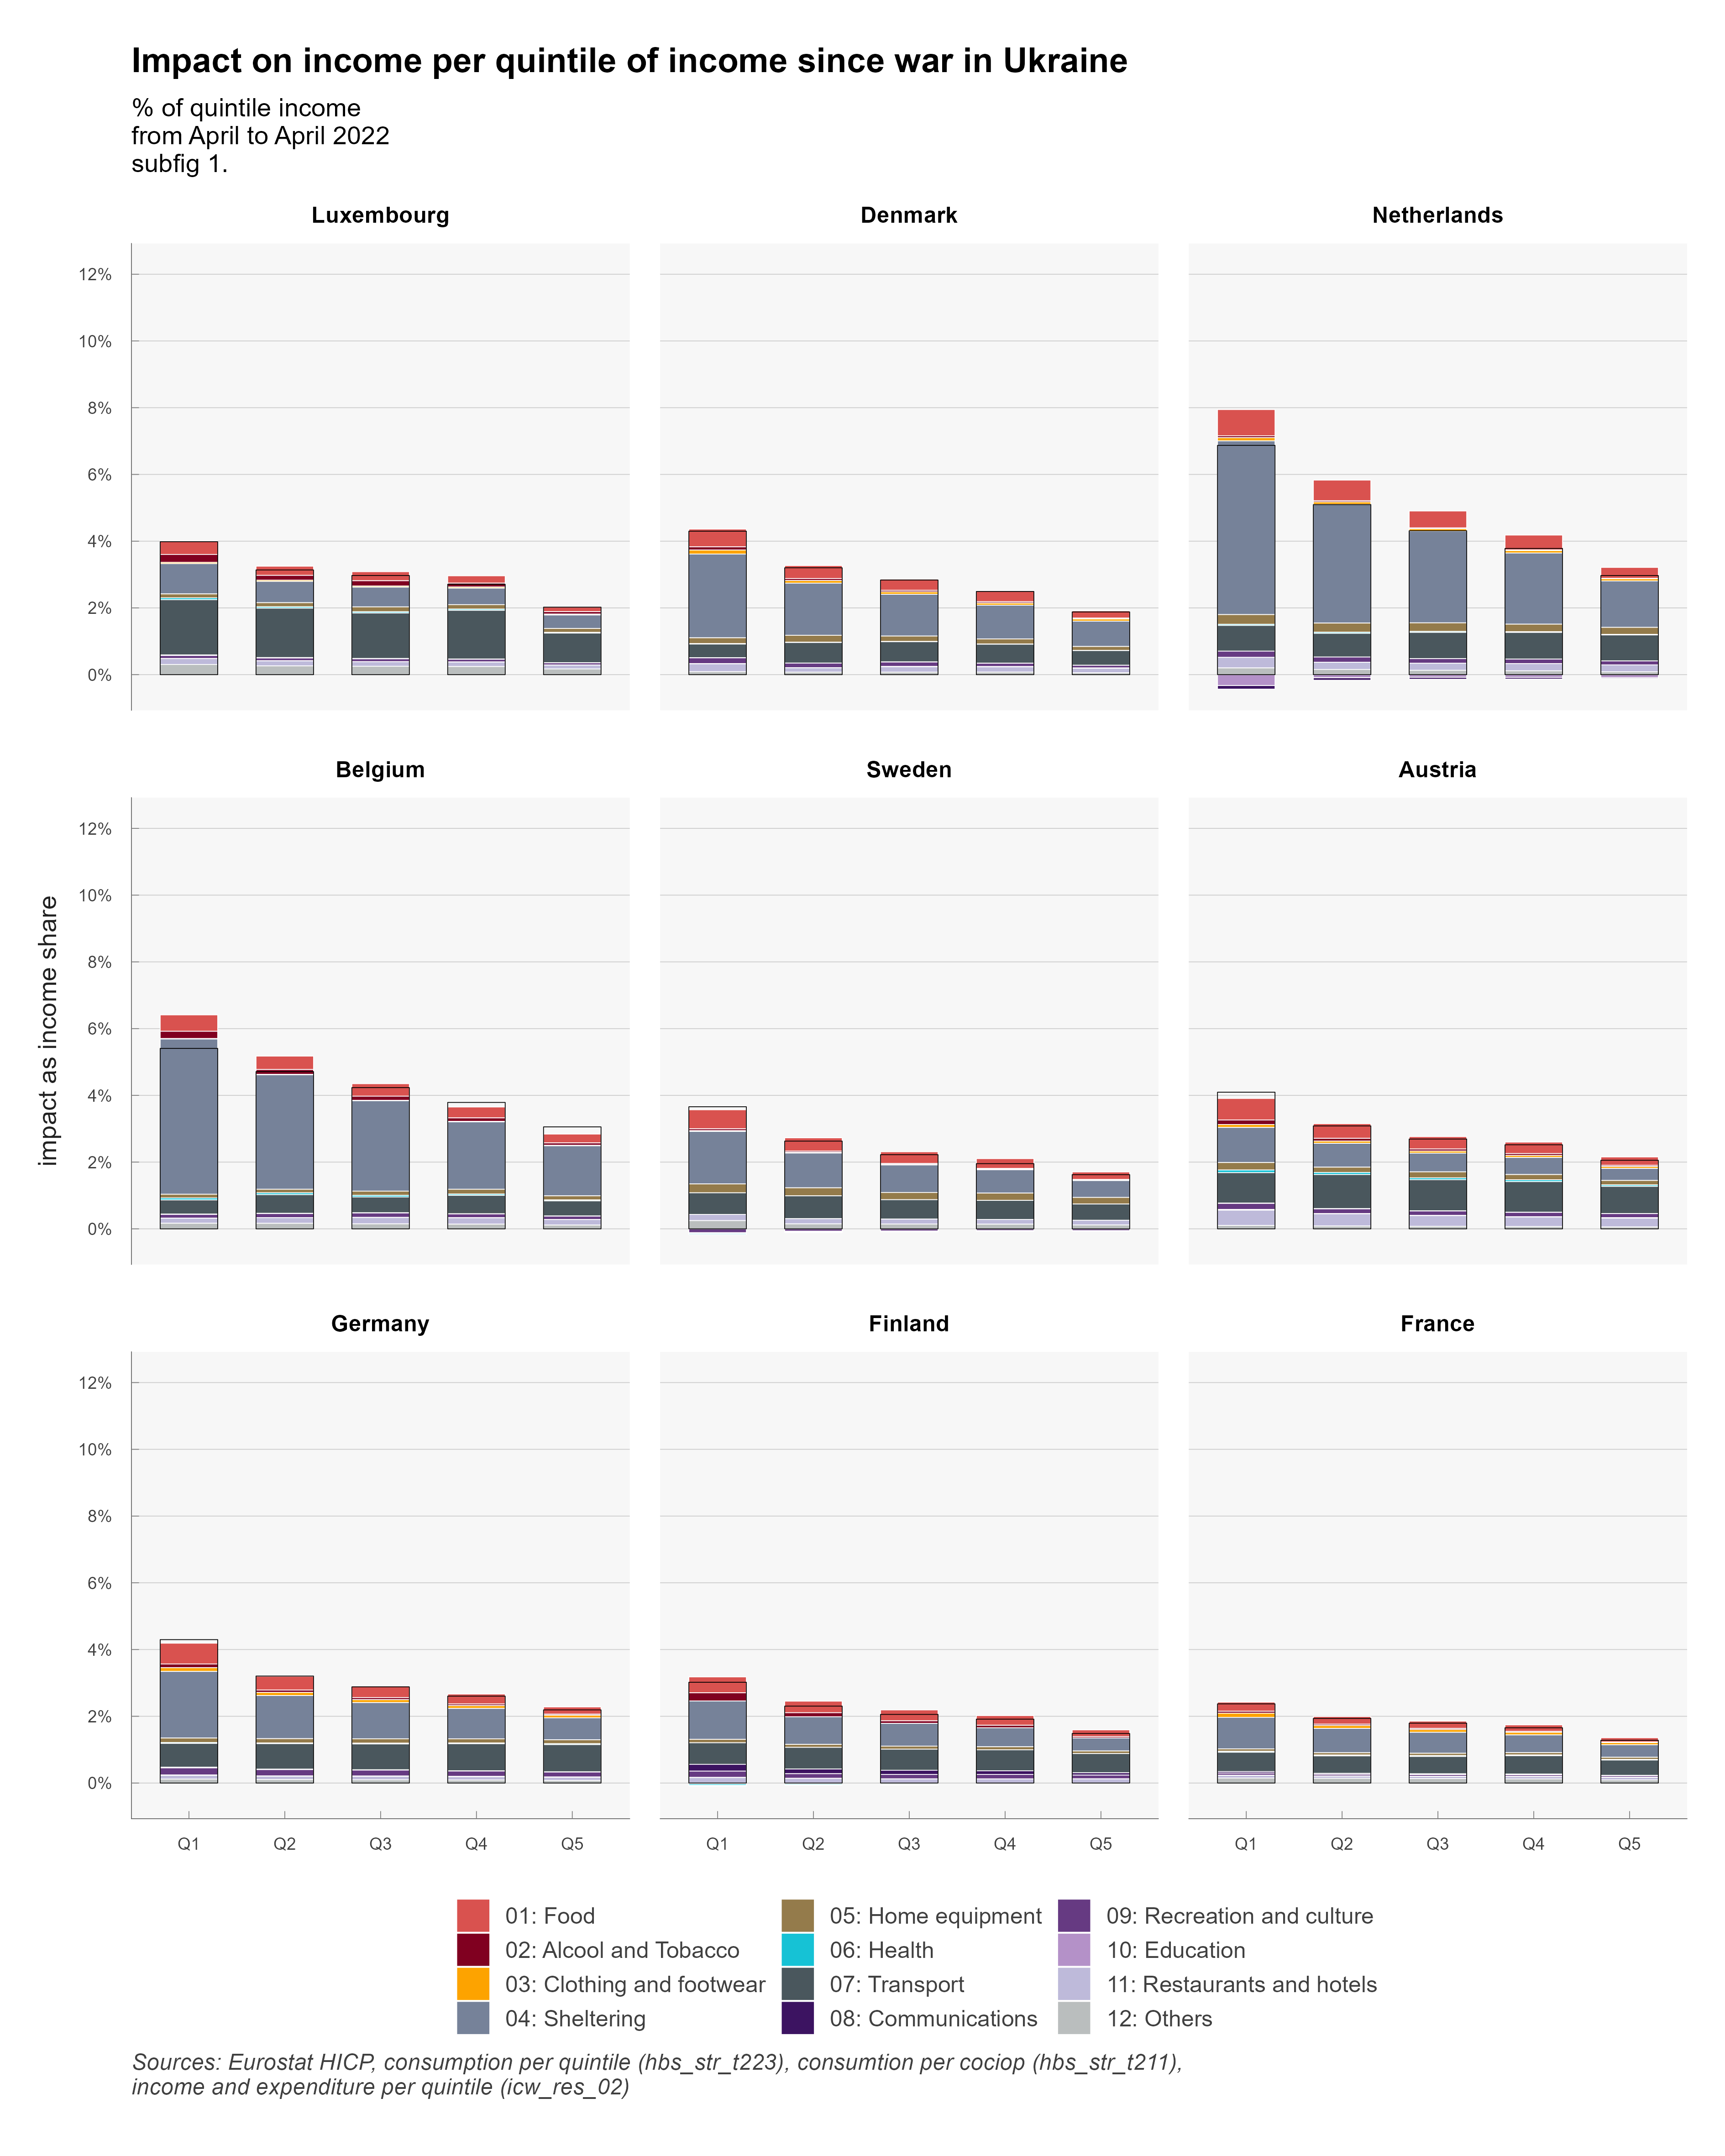 Impact on income per quintile of income since war in Ukraine
% of quintile income
from April to April 2022
subfig 1.
Luxembourg
Denmark
Netherlands
12%
10%
8%
6%
4%
2%
0%
Belgium
Sweden
Austria
12%
10%
8%
6%
4%
2%
0%
impact as income share
Germany
Finland
France
12%
10%
8%
6%
4%
2%
0%
Q1 Q2 Q3 Q4 Q5
Q1 Q2 Q3 Q4 Q5
Q1 Q2 Q3 Q4 Q5
01: Food
02: Alcool and Tobacco
03: Clothing and footwear
04: Sheltering
05: Home equipment
06: Health
07: Transport
08: Communications
09: Recreation and culture
10: Education
11: Restaurants and hotels
12: Others
Sources: Eurostat HICP, consumption per quintile (hbs_str_t223), consumtion per cociop (hbs_str_t211),
income and expenditure per quintile (icw_res_02)